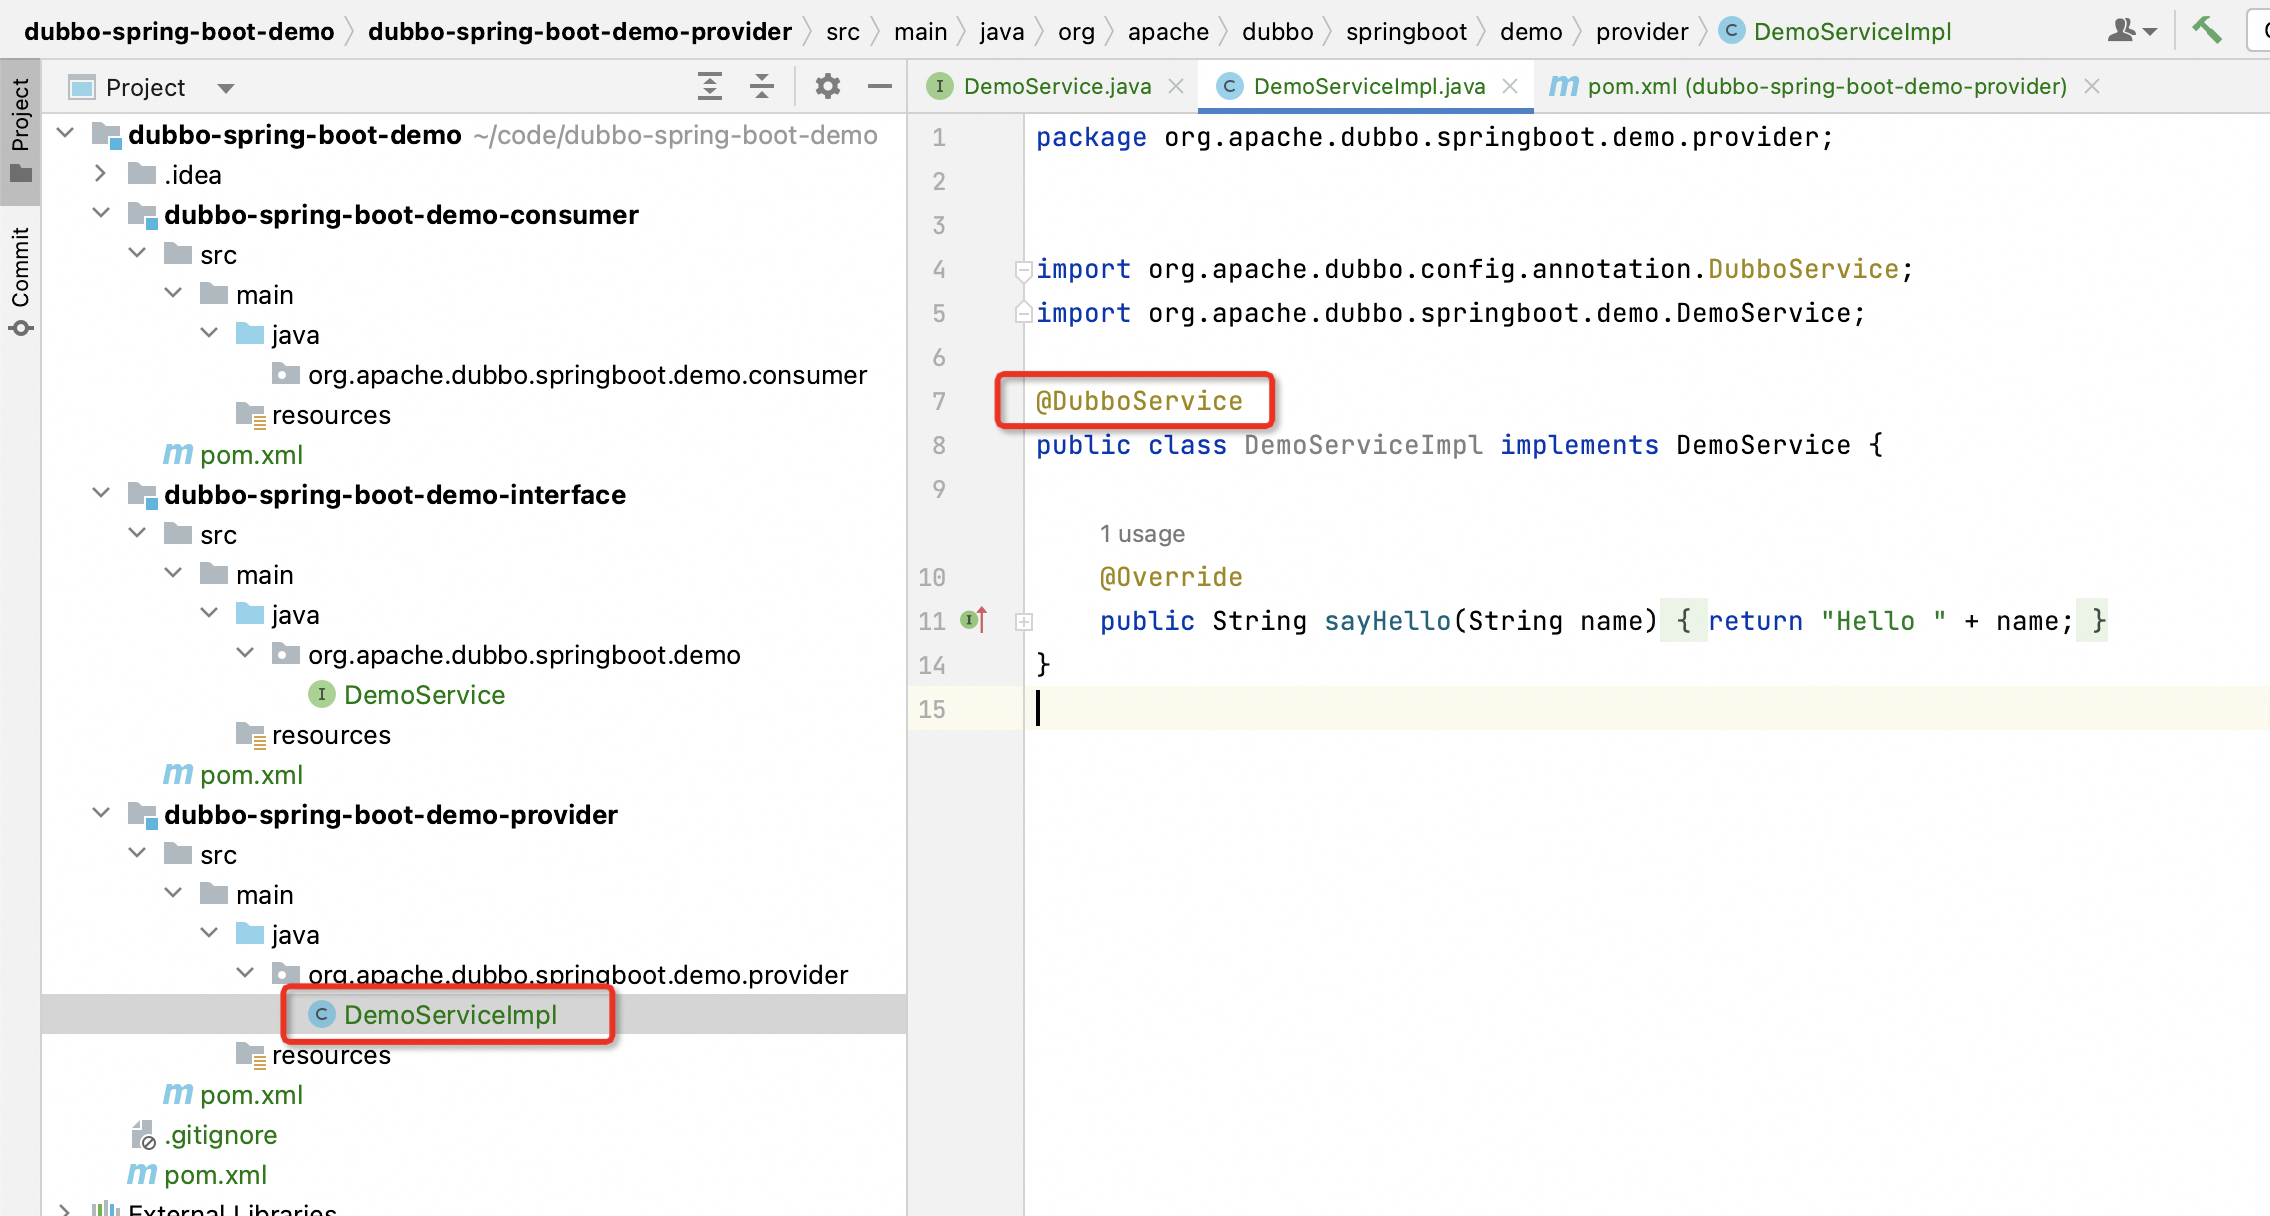 dubbo-spring-boot-demo dubbo-spring-boot-demo-provider src main java org apache dubbo springboot demo provider C DemoServiceImpl
Project
Commit
Project
dubbo-spring-boot-demo ~/code/dubbo-spring-boot-demo
.idea
dubbo-spring-boot-demo-consumer
src
main
java
org.apache.dubbo.springboot.demo.consumer
resources
m pom.xml
dubbo-spring-boot-demo-interface
src
main
java
org.apache.dubbo.springboot.demo
I DemoService
resources
m pom.xml
dubbo-spring-boot-demo-provider
src
main
java
org.apache.dubbo.springboot.demo.provider
C DemoServiceImpl
resources
m pom.xml
.gitignore
m pom.xml
External Libraries
I DemoService.java C DemoServiceImpl.java m pom.xml (dubbo-spring-boot-demo-provider)
1 package org.apache.dubbo.springboot.demo.provider;
2
3
4 import org.apache.dubbo.config.annotation.DubboService;
5 import org.apache.dubbo.springboot.demo.DemoService;
6
7 @DubboService
8 public class DemoServiceImpl implements DemoService {
9
1 usage
10 @Override
11 I public String sayHello(String name) { return "Hello " + name; }
14 }
15